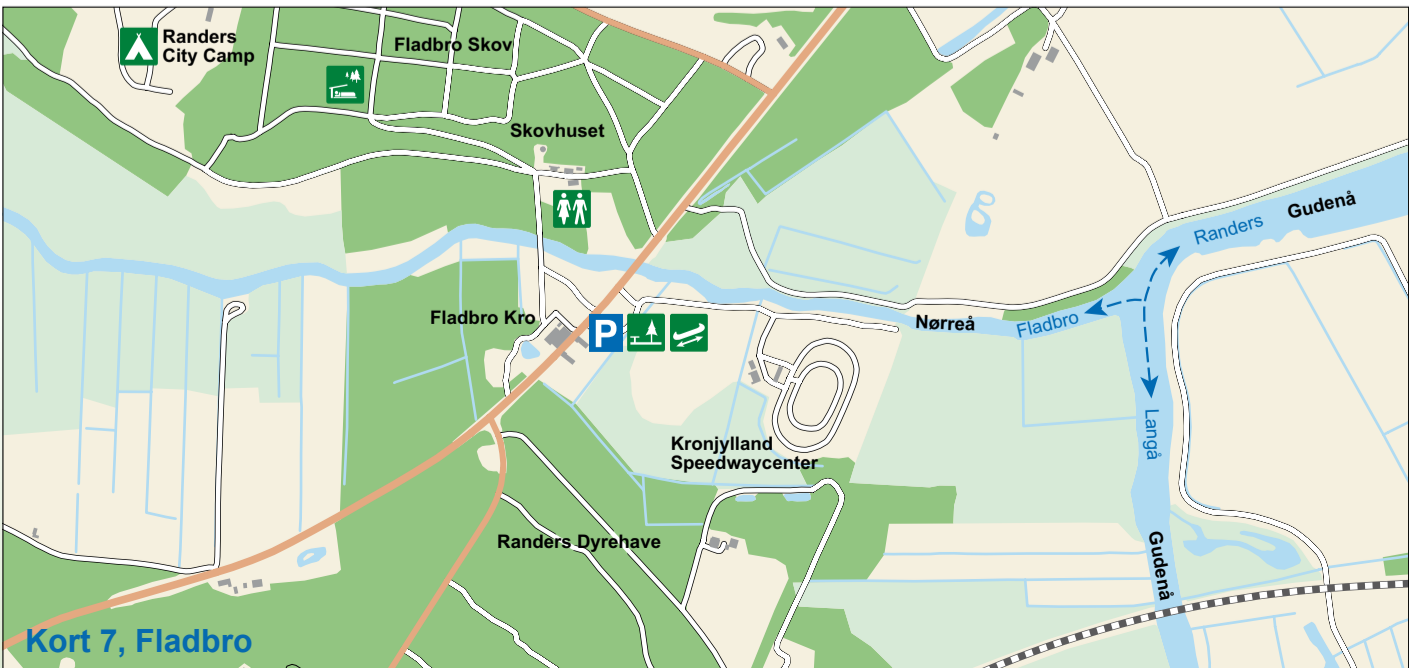 Randers
City Camp
Fladbro Skov
Skovhuset
Gudenå
Randers
Fladbro Kro
P
Nørreå
Fladbro
Langå
Kronjylland
Speedwaycenter
Randers Dyrehave
Gudenå
Kort 7, Fladbro